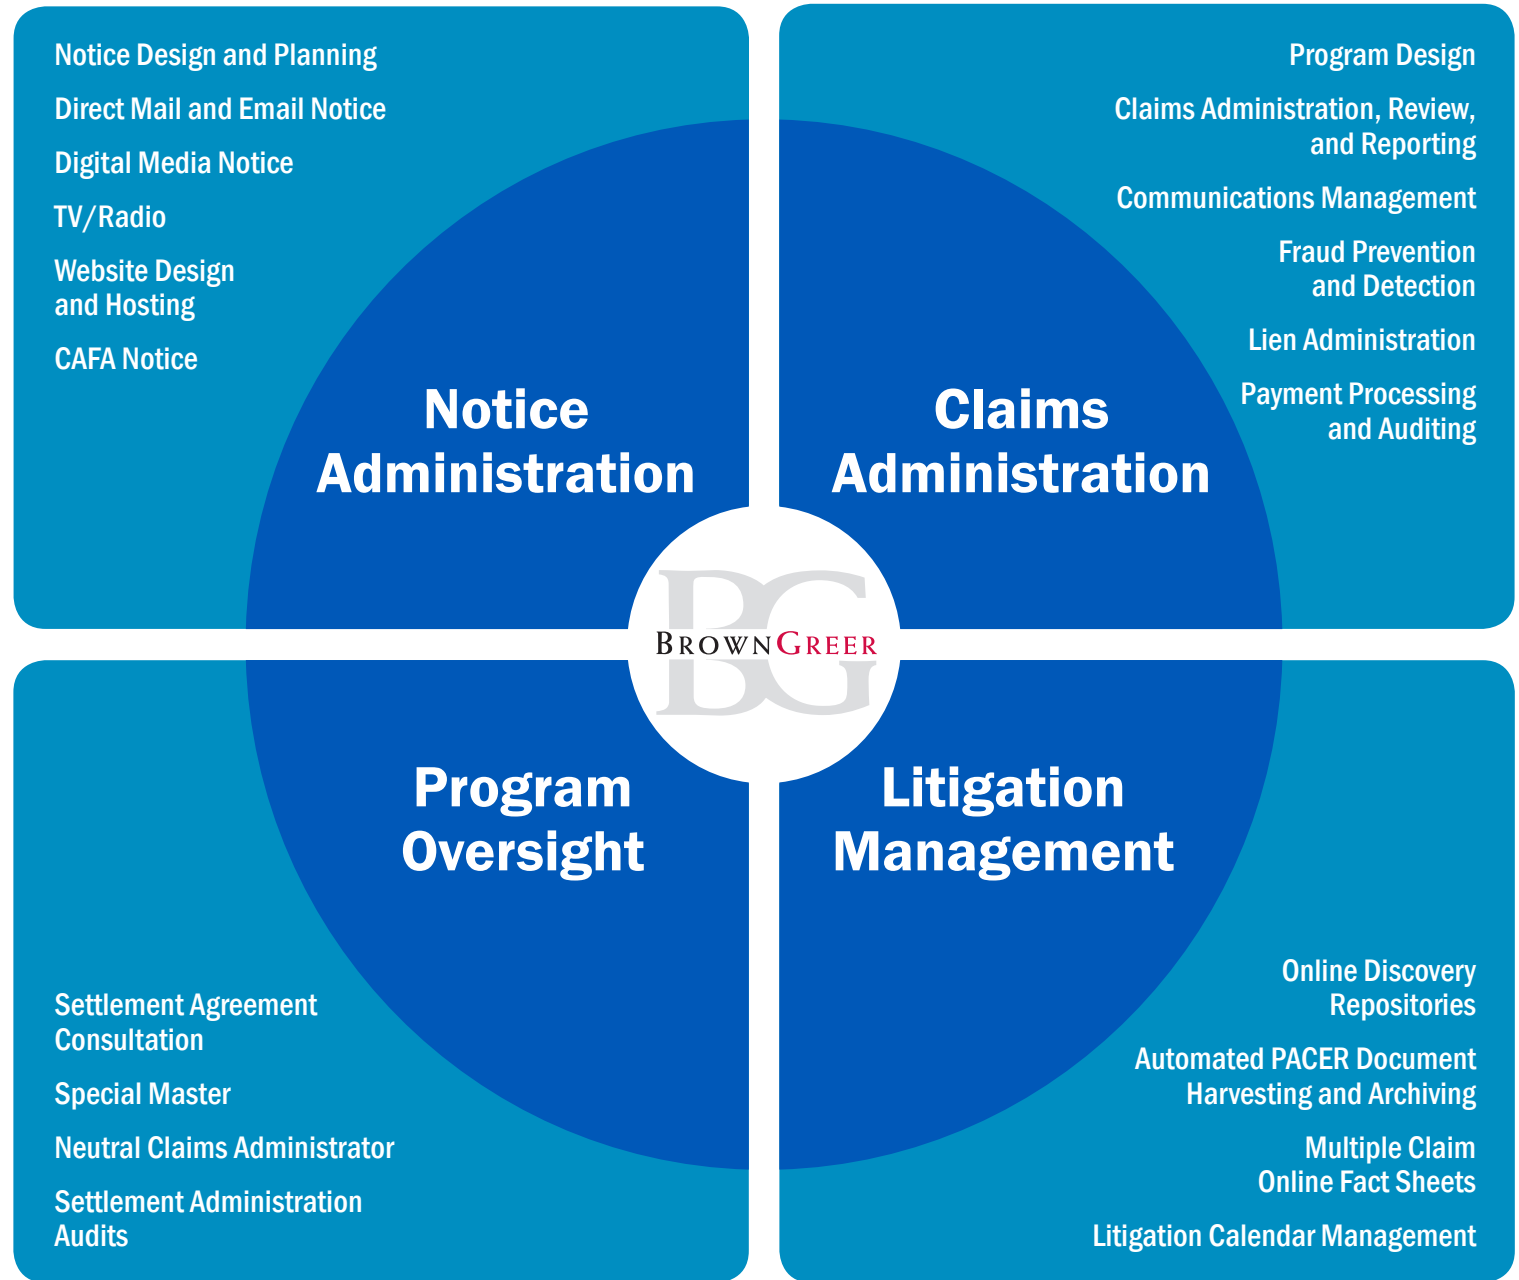 Notice Design and Planning
Direct Mail and Email Notice
Digital Media Notice
TV/Radio
Website Design
and Hosting
CAFA Notice
Notice
Administration
Program Design
Claims Administration, Review,
and Reporting
Communications Management
Fraud Prevention
and Detection
Lien Administration
Payment Processing
and Auditing
Claims
Administration
BG
BROWNGREER
Program
Oversight
Settlement Agreement
Consultation
Special Master
Neutral Claims Administrator
Settlement Administration
Audits
Litigation
Management
Online Discovery
Repositories
Automated PACER Document
Harvesting and Archiving
Multiple Claim
Online Fact Sheets
Litigation Calendar Management